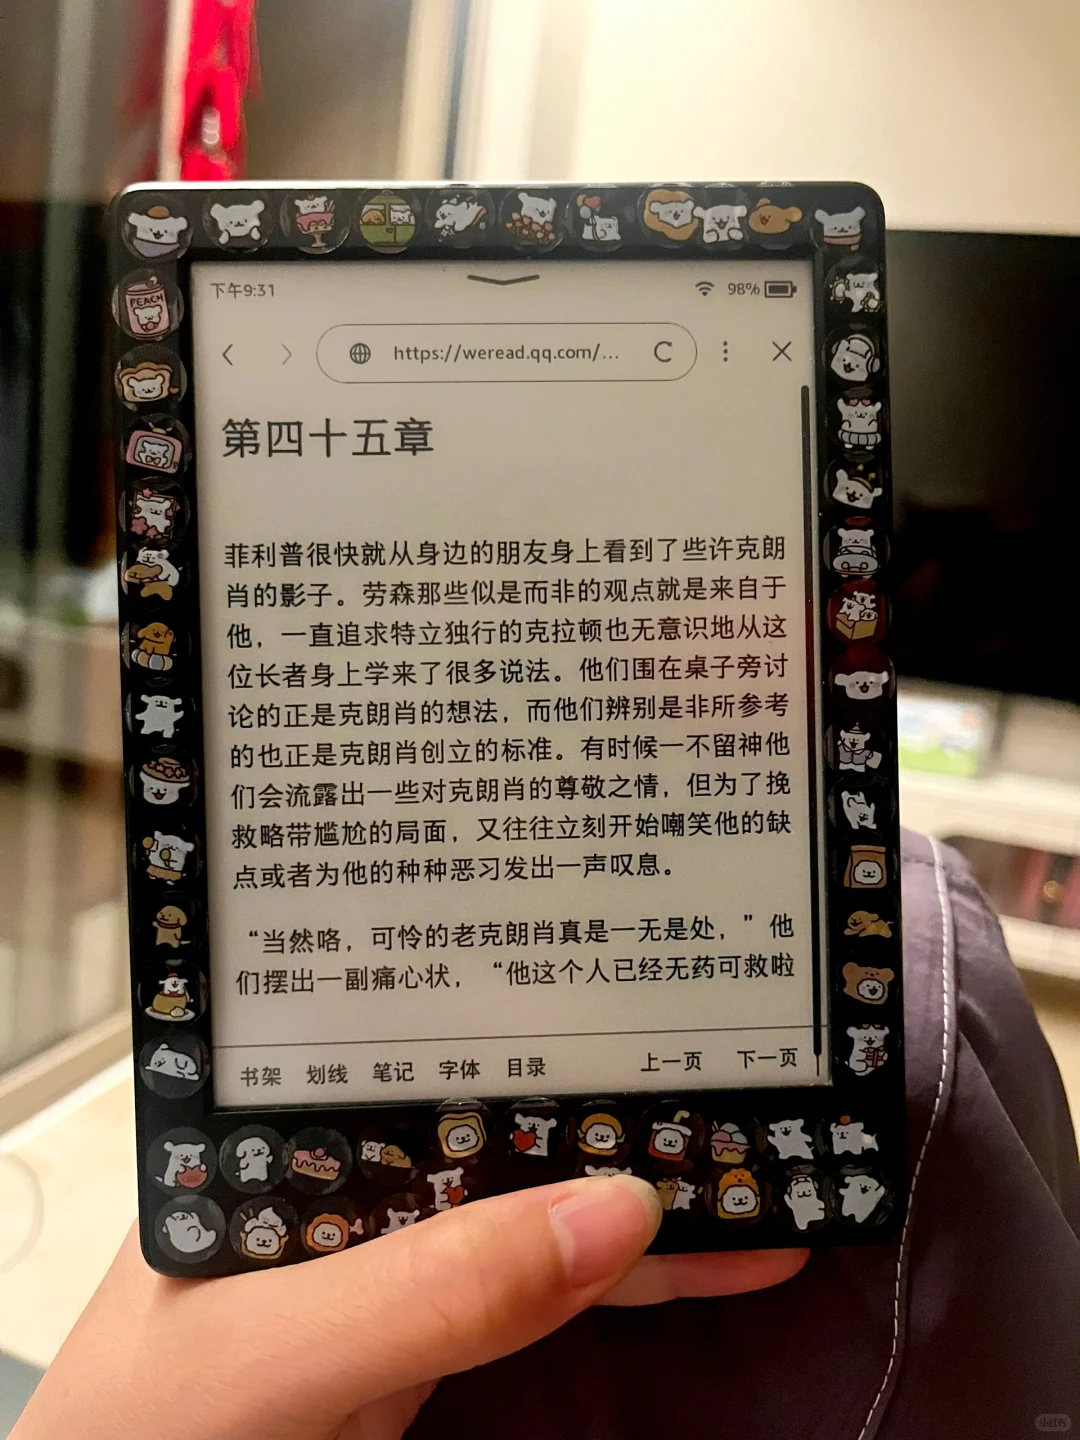 PEACH
下午9:31
98%
https://weread.qq.com/...
第四十五章
菲利普很快就从身边的朋友身上看到了些许克朗
肖的影子。劳森那些似是而非的观点就是来自于
他，一直追求特立独行的克拉顿也无意识地从这
位长者身上学来了很多说法。他们围在桌子旁讨
论的正是克朗肖的想法，而他们辨别是非所参考
的也正是克朗肖创立的标准。有时候一不留神他
们会流露出一些对克朗肖的尊敬之情，但为了挽
救略带尴尬的局面，又往往立刻开始嘲笑他的缺
点或者为他的种种恶习发出一声叹息。
“当然咯，可怜的老克朗肖真是一无是处，”他
们摆出一副痛心状，“他这个人已经无药可救啦
书架 划线 笔记 字体 目录 上一页 下一页
小红书